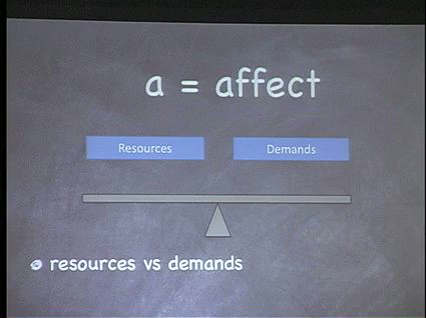 a = affect
Resources Demands
resources vs demands